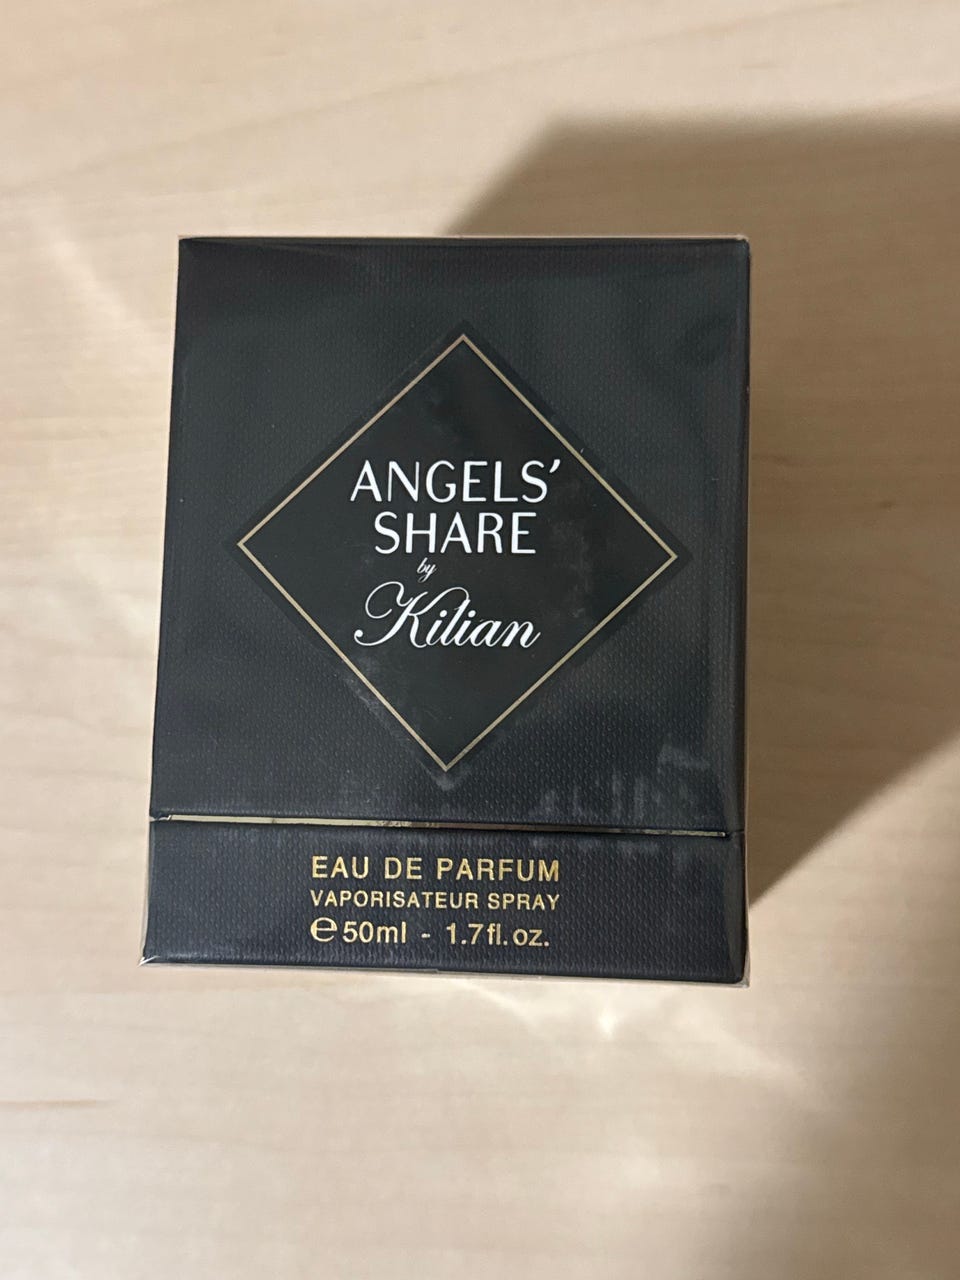 ANGELS’
SHARE
by
Kilian
EAU DE PARFUM
VAPORISATEUR SPRAY
℮50ml - 1.7fl.oz.